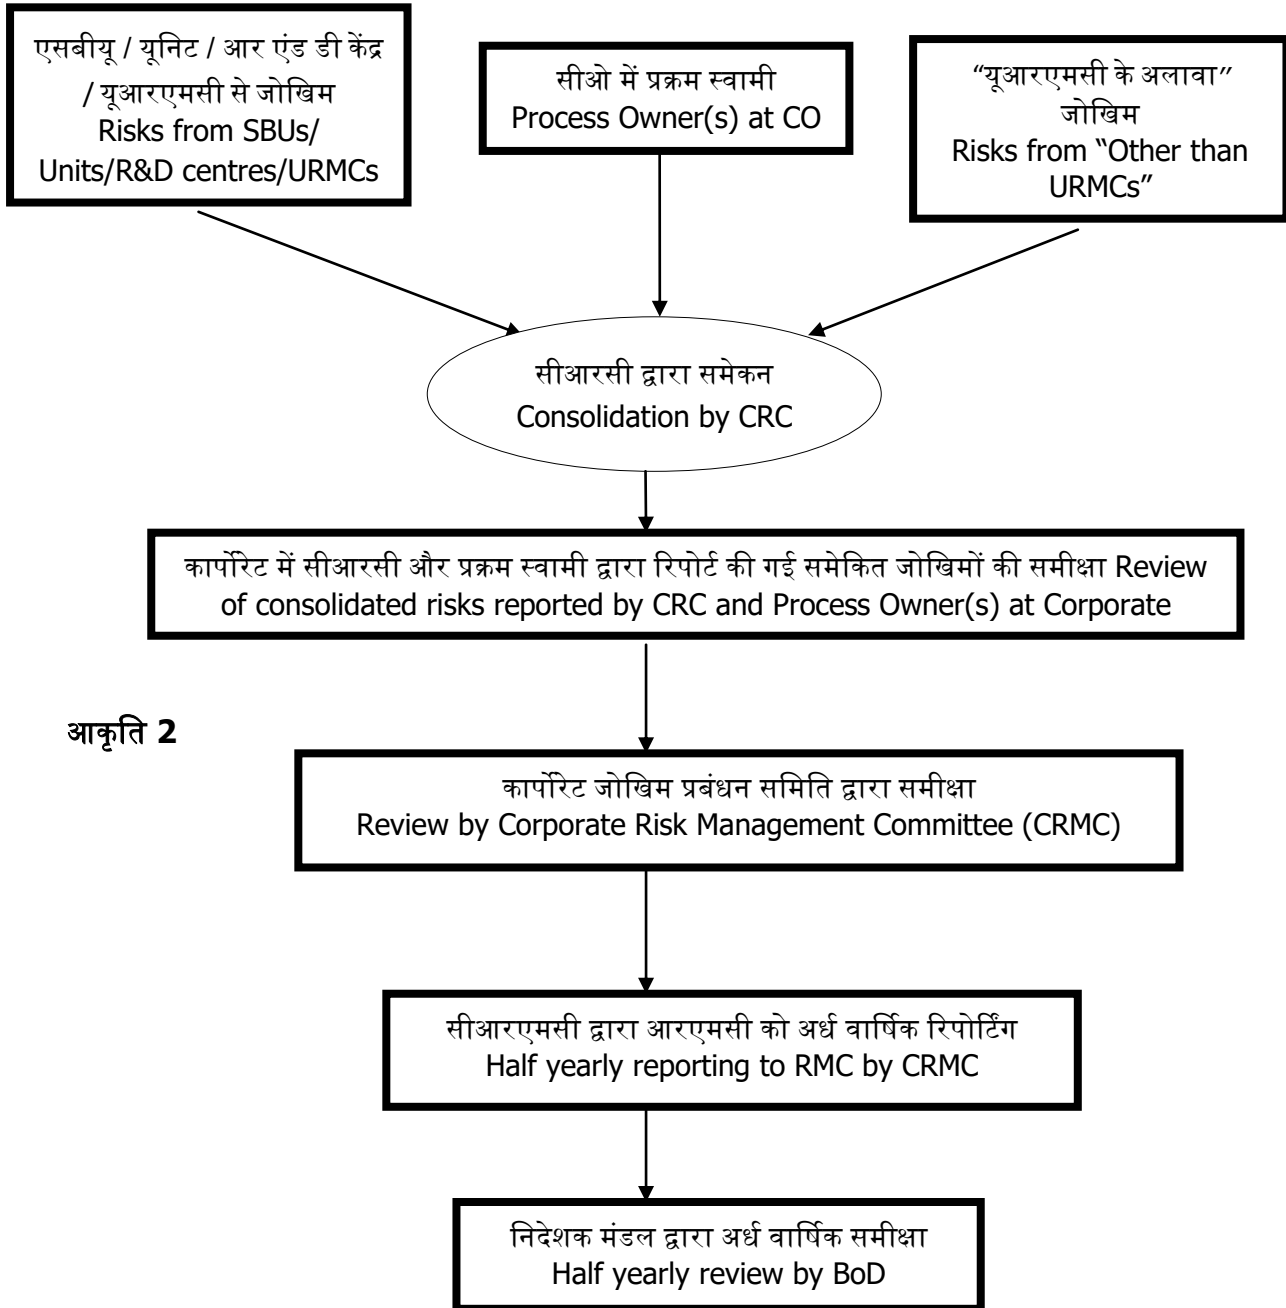 एसबीयू / यूनिट / आर एंड डी केंद्र
/ यूआरएमसी से जोखिम
Risks from SBUs/
Units/R&D centres/URMCs
सीओ में प्रक्रम स्वामी
Process Owner(s) at CO
“यूआरएमसी के अलावा”
जोखिम
Risks from “Other than
URMCs”
सीआरसी द्वारा समेकन
Consolidation by CRC
कार्पोरेट में सीआरसी और प्रक्रम स्वामी द्वारा रिपोर्ट की गई समेकित जोखिमों की समीक्षा Review
of consolidated risks reported by CRC and Process Owner(s) at Corporate
आकृति 2
कार्पोरेट जोखिम प्रबंधन समिति द्वारा समीक्षा
Review by Corporate Risk Management Committee (CRMC)
सीआरएमसी द्वारा आरएमसी को अर्ध वार्षिक रिपोर्टिंग
Half yearly reporting to RMC by CRMC
निदेशक मंडल द्वारा अर्ध वार्षिक समीक्षा
Half yearly review by BoD